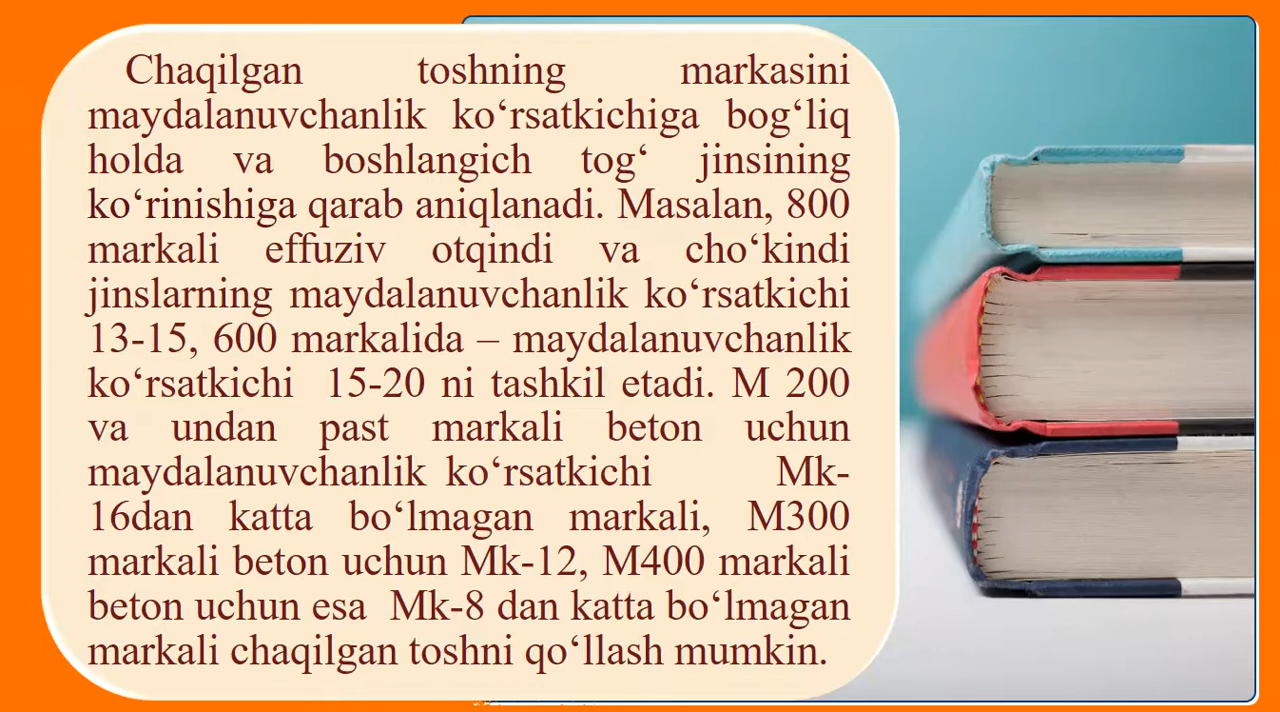 Chaqilgan toshning markasini
maydalanuvchanlik ko‘rsatkichiga bog‘liq
holda va boshlangich tog‘ jinsining
ko‘rinishiga qarab aniqlanadi. Masalan, 800
markali effuziv otqindi va cho‘kindi
jinslarning maydalanuvchanlik ko‘rsatkichi
13-15, 600 markalida – maydalanuvchanlik
ko‘rsatkichi 15-20 ni tashkil etadi. M 200
va undan past markali beton uchun
maydalanuvchanlik ko‘rsatkichi Mk-
16dan katta bo‘lmagan markali, M300
markali beton uchun Mk-12, M400 markali
beton uchun esa Mk-8 dan katta bo‘lmagan
markali chaqilgan toshni qo‘llash mumkin.